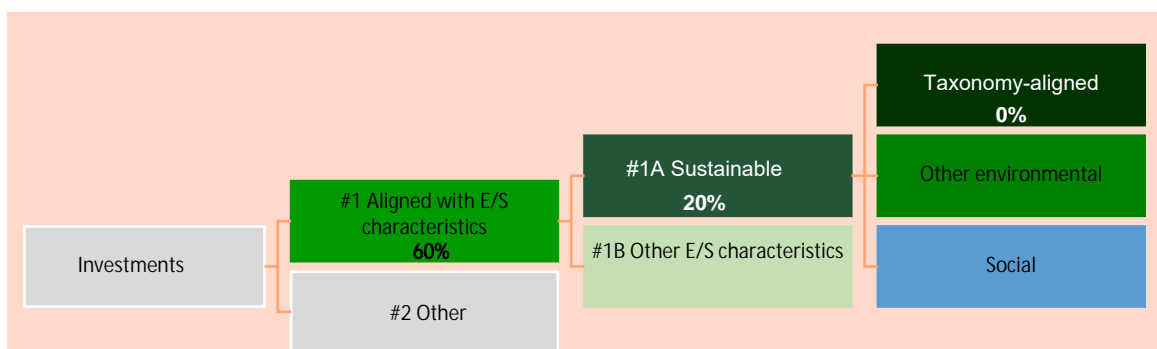 Investments
#1 Aligned with E/S
characteristics
60%
#2 Other
#1A Sustainable
20%
#1B Other E/S characteristics
Taxonomy-aligned
0%
Other environmental
Social